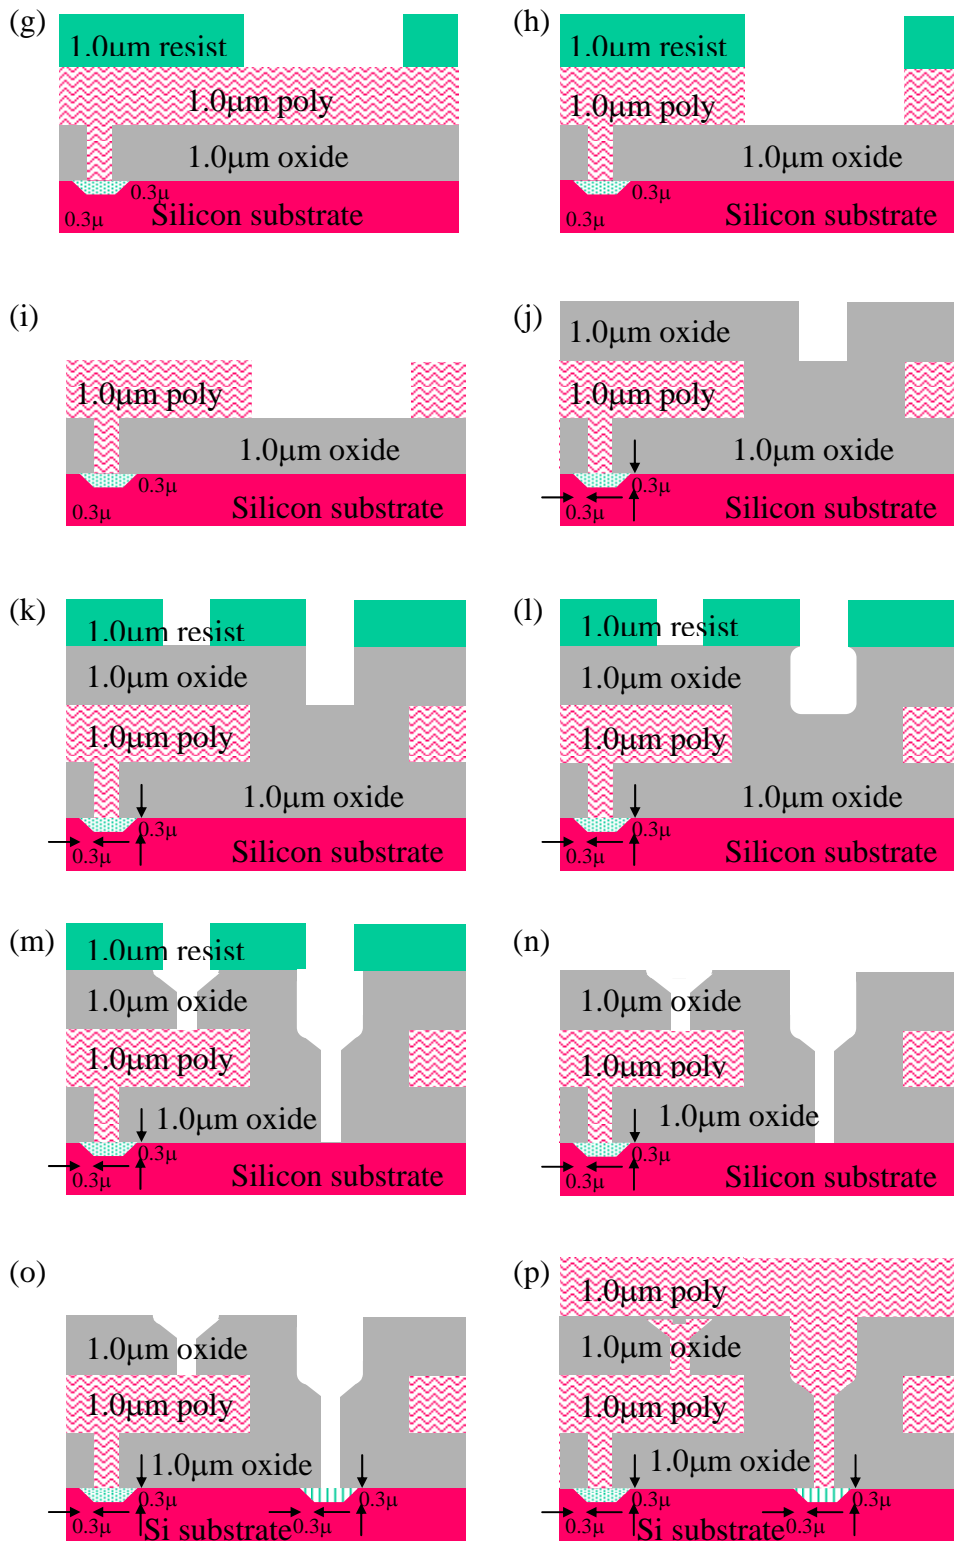 (g)
1.0μm resist
1.0μm poly
1.0μm oxide
0.3μ
0.3μ
Silicon substrate
(h)
1.0μm resist
1.0μm poly
1.0μm oxide
0.3μ
0.3μ
Silicon substrate
(i)
1.0μm poly
1.0μm oxide
0.3μ
0.3μ
Silicon substrate
(j)
1.0μm oxide
1.0μm poly
1.0μm oxide
0.3μ
0.3μ
Silicon substrate
(k)
1.0μm resist
1.0μm oxide
1.0μm poly
1.0μm oxide
0.3μ
0.3μ
Silicon substrate
(l)
1.0μm resist
1.0μm oxide
1.0μm poly
1.0μm oxide
0.3μ
0.3μ
Silicon substrate
(m)
1.0μm resist
1.0μm oxide
1.0μm poly
1.0μm oxide
0.3μ
0.3μ
Silicon substrate
(n)
1.0μm oxide
1.0μm poly
1.0μm oxide
0.3μ
0.3μ
Silicon substrate
(o)
1.0μm oxide
1.0μm poly
1.0μm oxide
0.3μ
0.3μ
0.3μ
Si substrate
0.3μ
(p)
1.0μm poly
1.0μm oxide
1.0μm poly
1.0μm oxide
0.3μ
0.3μ
0.3μ
Si substrate
0.3μ